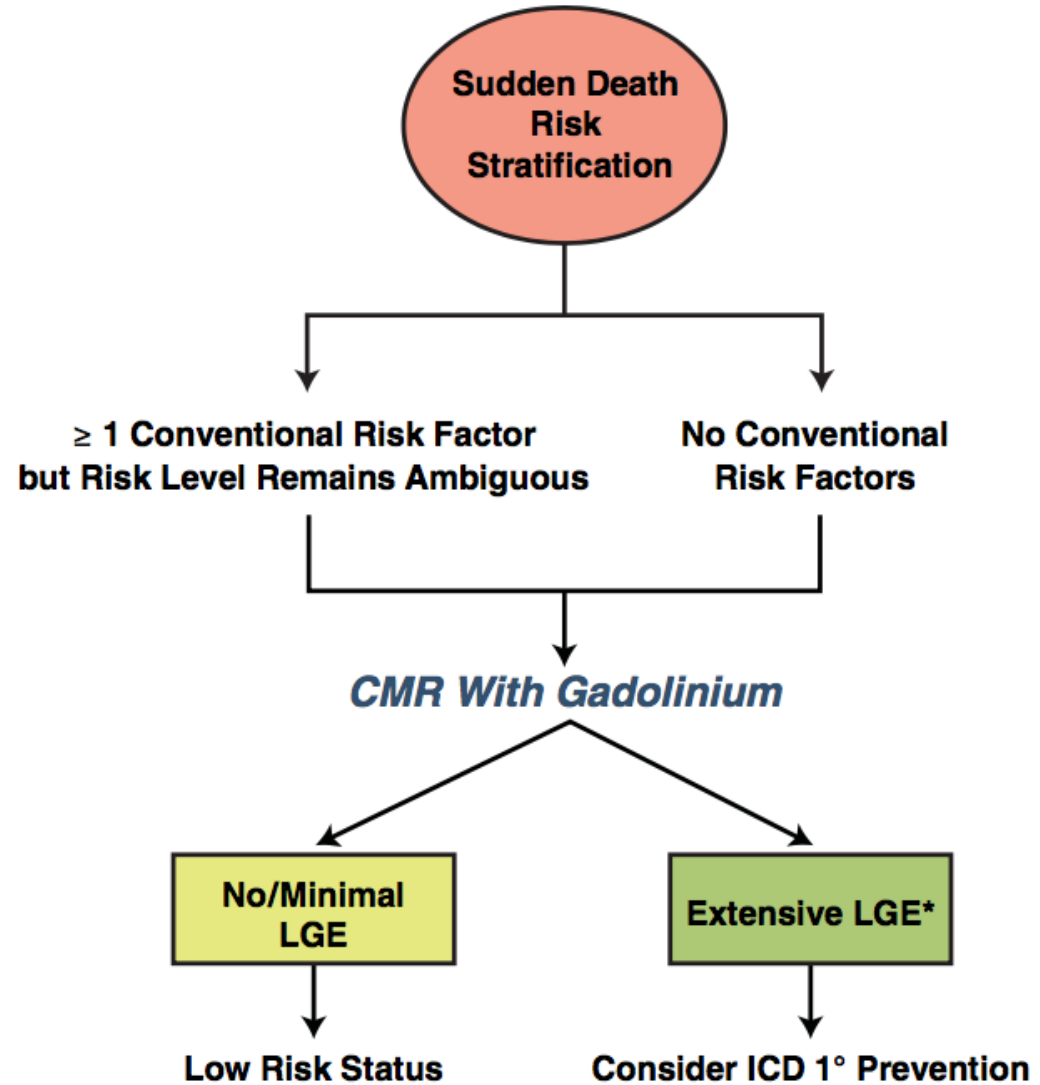 Sudden Death
Risk
Stratification
≥ 1 Conventional Risk Factor
but Risk Level Remains Ambiguous
No Conventional
Risk Factors
CMR With Gadolinium
No/Minimal
LGE
Extensive LGE*
Low Risk Status
Consider ICD 1° Prevention